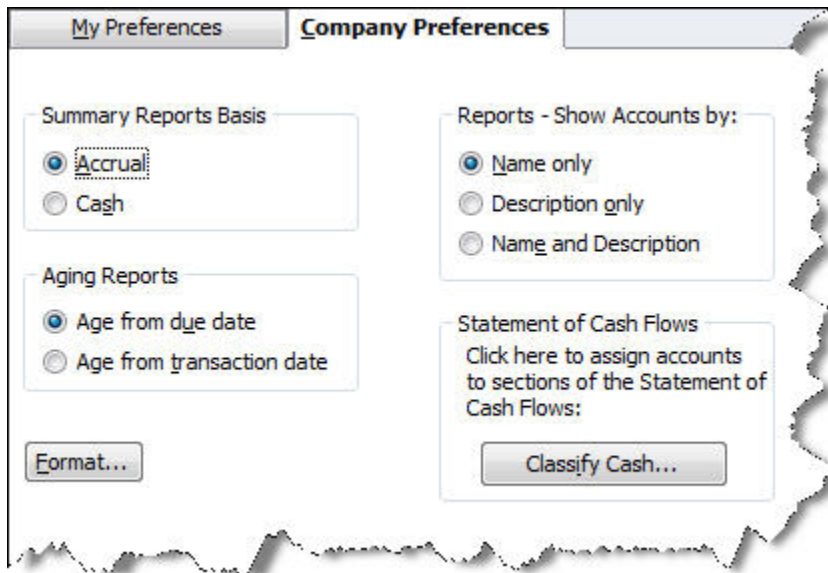 My Preferences
Company Preferences
Summary Reports Basis
Accrual
Cash
Aging Reports
Age from due date
Age from transaction date
Format...
Reports - Show Accounts by:
Name only
Description only
Name and Description
Statement of Cash Flows
Click here to assign accounts
to sections of the Statement of
Cash Flows:
Classify Cash...